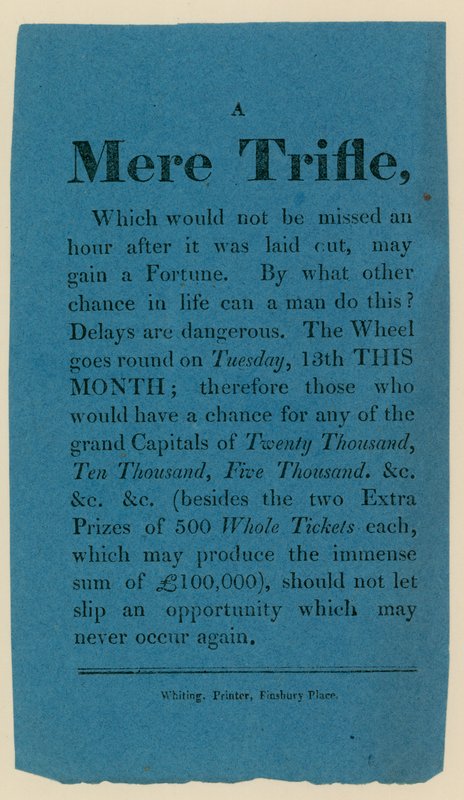 A
Mere Trifle,
Which would not be missed an
hour after it was laid out, may
gain a Fortune. By what other
chance in life can a man do this?
Delays are dangerous. The Wheel
goes round on Tuesday, 13th THIS
MONTH; therefore those who
would have a chance for any of the
grand Capitals of Twenty Thousand,
Ten Thousand, Five Thousand. &c.
&c. &c. (besides the two Extra
Prizes of 500 Whole Tickets each,
which may produce the immense
sum of £100,000), should not let
slip an opportunity which may
never occur again.
Whiting, Printer, Finsbury Place.